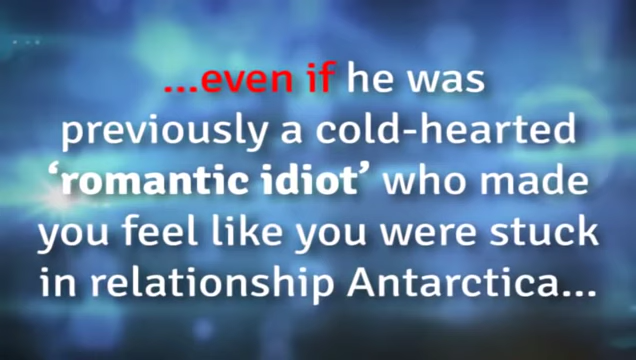 ...even if he was
previously a cold-hearted
‘romantic idiot’ who made
you feel like you were stuck
in relationship Antarctica...